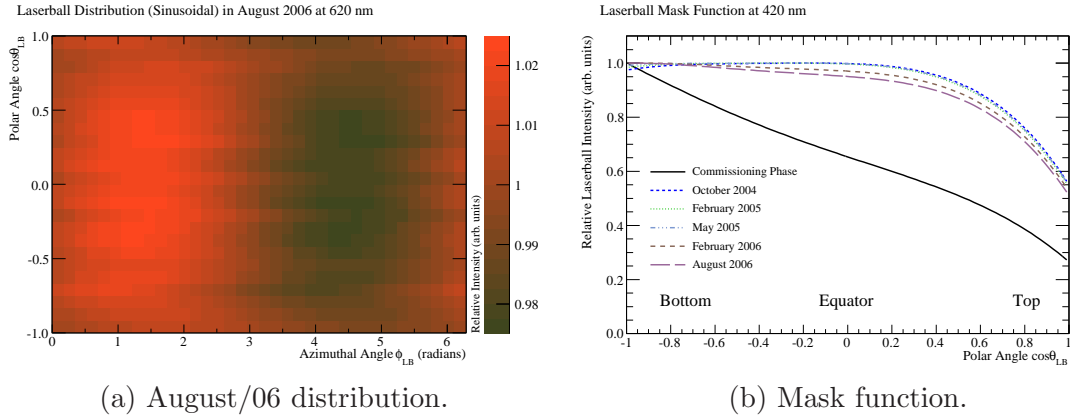 Laserball Distribution (Sinusoidal) in August 2006 at 620 nm
Polar Angle cosθ_LB
1.0
0.5
0.0
-0.5
-1.0
0 1 2 3 4 5 6
Azimuthal Angle ϕ_LB (radians)
Relative Intensity (arb. units)
1.02
1.01
1
0.99
0.98
(a) August/06 distribution.
Laserball Mask Function at 420 nm
Relative Laserball Intensity (arb. units)
1.0
0.8
0.6
0.4
0.2
0.0
Commissioning Phase
October 2004
February 2005
May 2005
February 2006
August 2006
Bottom Equator Top
-1 -0.8 -0.6 -0.4 -0.2 0 0.2 0.4 0.6 0.8 1
Polar Angle cosθ_LB
(b) Mask function.